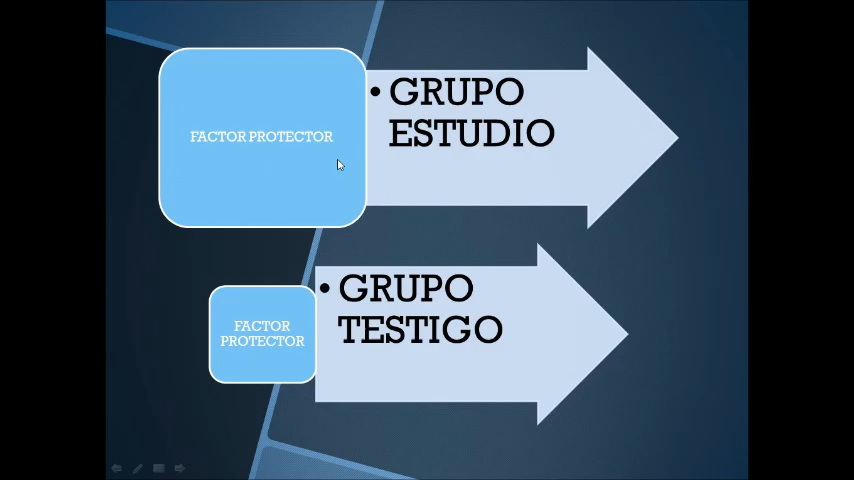 FACTOR PROTECTOR
• GRUPO
ESTUDIO
FACTOR
PROTECTOR
• GRUPO
TESTIGO